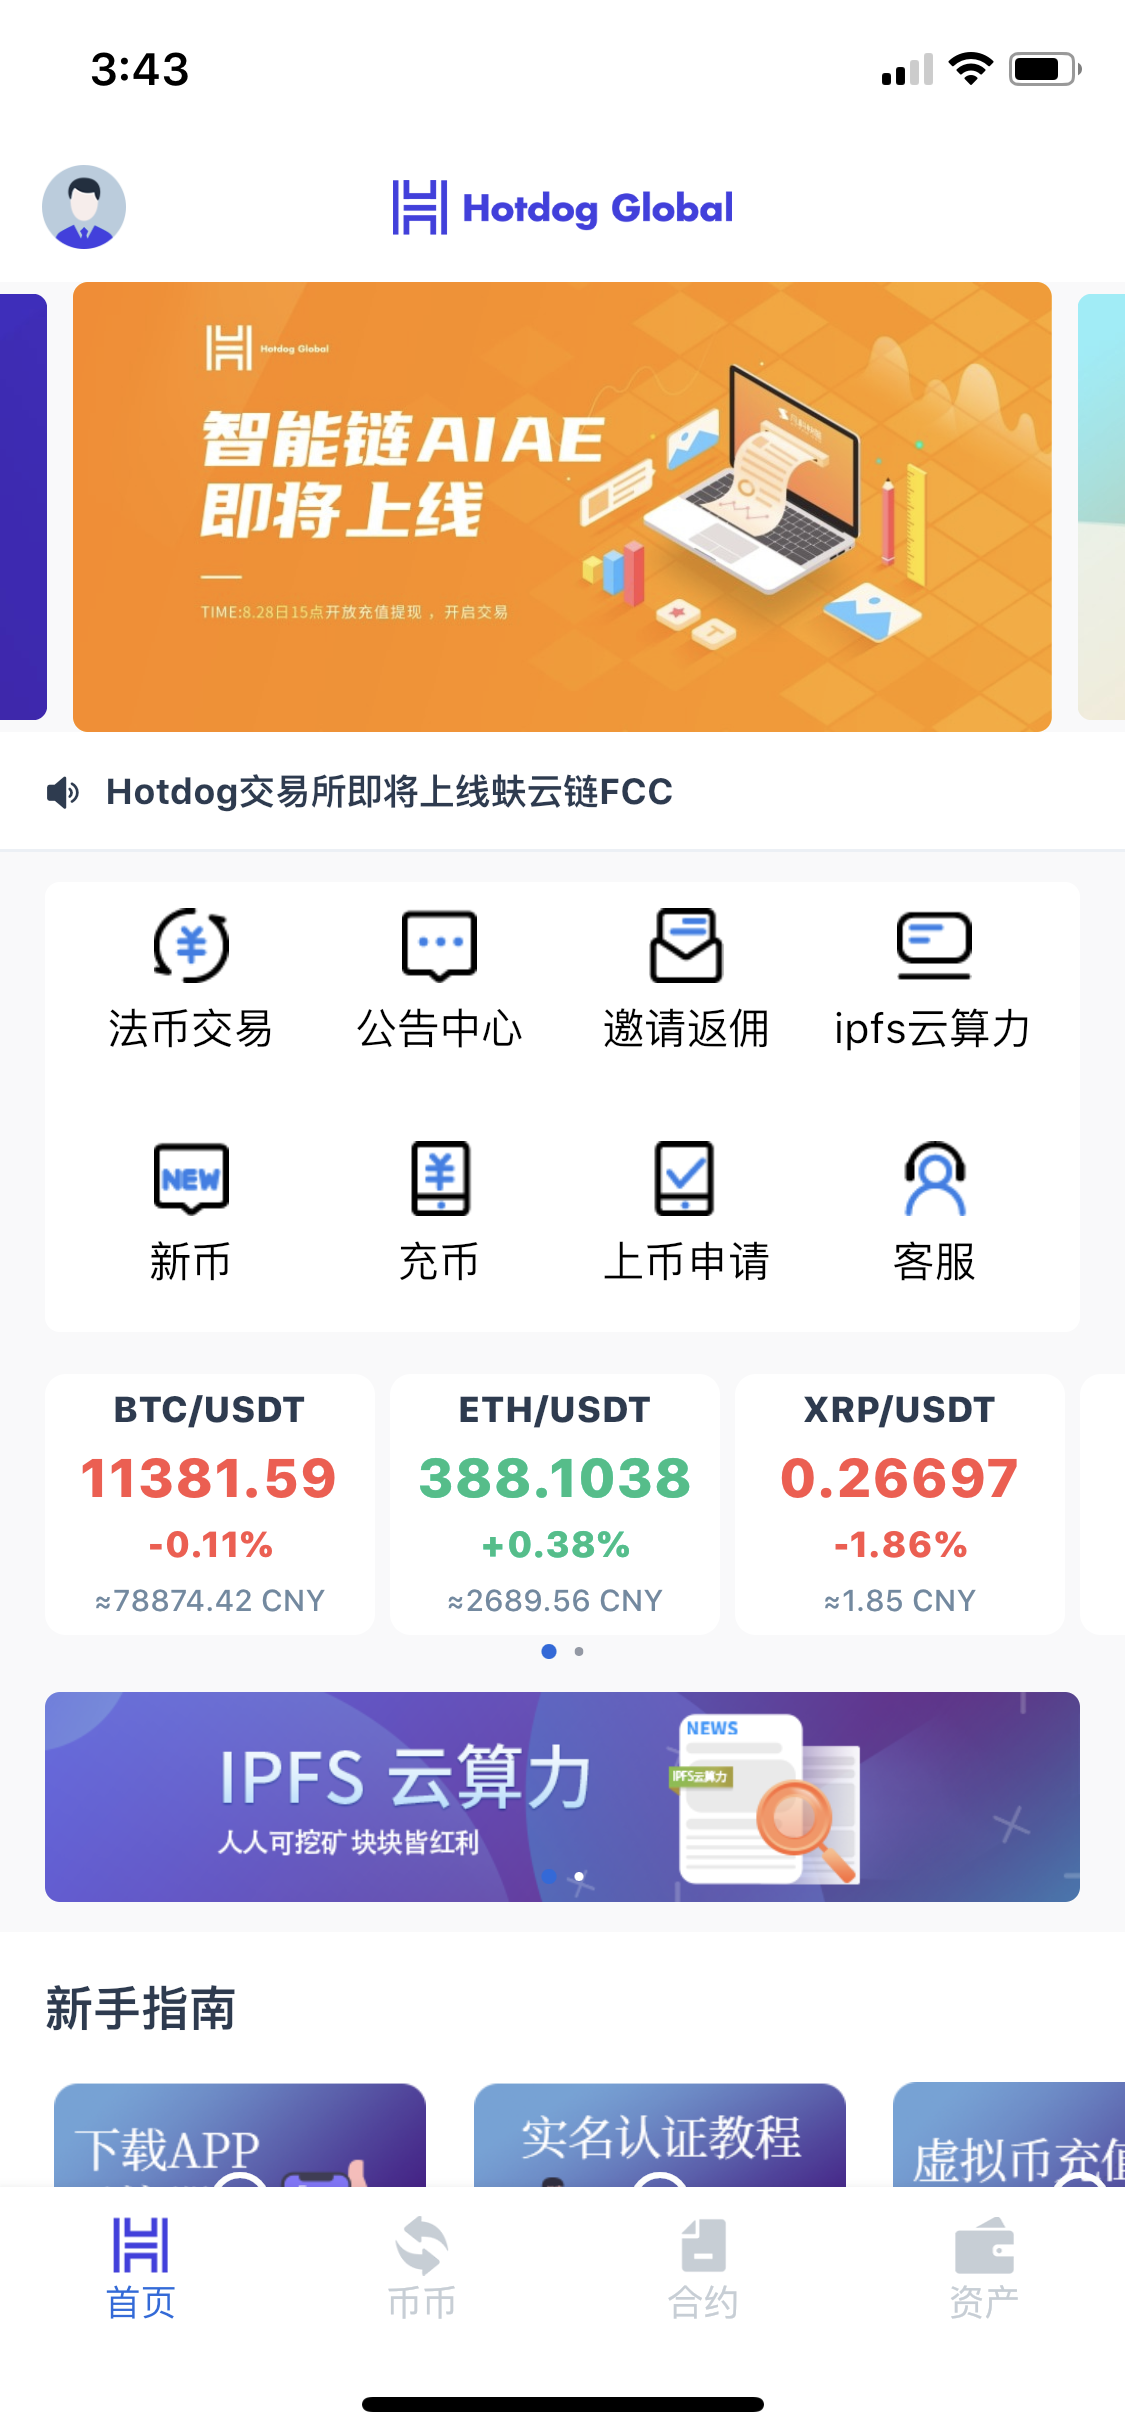 3:43
Hotdog Global
Hotdog Global
智能链AIAE
即将上线
TIME:8.28日15点开放充值提现，开启交易
Hotdog交易所即将上线蚨云链FCC
法币交易
公告中心
邀请返佣
ipfs云算力
NEW
新币
充币
上币申请
客服
BTC/USDT
11381.59
-0.11%
≈78874.42 CNY
ETH/USDT
388.1038
+0.38%
≈2689.56 CNY
XRP/USDT
0.26697
-1.86%
≈1.85 CNY
IPFS 云算力
人人可挖矿 块块皆红利
NEWS
IPFS云算力
新手指南
下载APP
实名认证教程
虚拟币充值
首页
币币
合约
资产